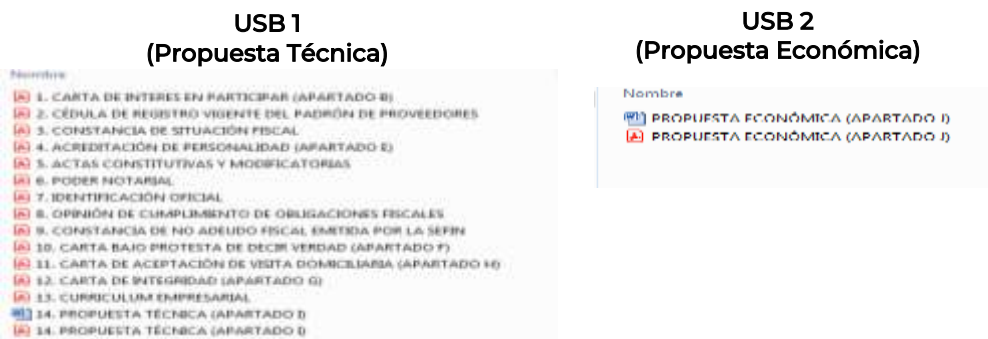 USB 1
(Propuesta Técnica)
Nombre
1. CARTA DE INTERES EN PARTICIPAR (APARTADO B)
2. CÉDULA DE REGISTRO VIGENTE DEL PADRÓN DE PROVEEDORES
3. CONSTANCIA DE SITUACIÓN FISCAL
4. ACREDITACIÓN DE PERSONALIDAD (APARTADO E)
5. ACTAS CONSTITUTIVAS Y MODIFICATORIAS
6. PODER NOTARIAL
7. IDENTIFICACIÓN OFICIAL
8. OPINIÓN DE CUMPLIMIENTO DE OBLIGACIONES FISCALES
9. CONSTANCIA DE NO ADEUDO FISCAL EMITIDA POR LA SEFIN
10. CARTA BAJO PROTESTA DE DECIR VERDAD (APARTADO F)
11. CARTA DE ACEPTACIÓN DE VISITA DOMICILIARIA (APARTADO H)
12. CARTA DE INTEGRIDAD (APARTADO G)
13. CURRICULUM EMPRESARIAL
14. PROPUESTA TÉCNICA (APARTADO I)
14. PROPUESTA TÉCNICA (APARTADO I)
USB 2
(Propuesta Económica)
Nombre
PROPUESTA ECONÓMICA (APARTADO J)
PROPUESTA ECONÓMICA (APARTADO J)